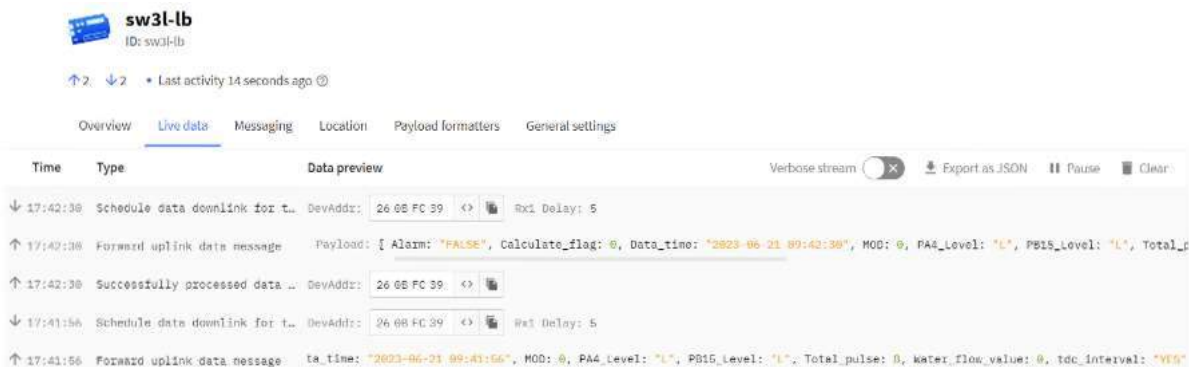 sw3l-lb
ID: sw3l-lb
↑2 ↓2 • Last activity 14 seconds ago
Overview Live data Messaging Location Payload formatters General settings
Time Type Data preview Verbose stream Export as JSON Pause Clear
↓ 17:42:30 Schedule data downlink for t… DevAddr: 26 0B FC 39 <> Rx1 Delay: 5
↑ 17:42:30 Forward uplink data message Payload: { Alarm: "FALSE", Calculate_flag: 0, Data_time: "2023-06-21 09:42:30", MOD: 0, PA4_Level: "L", PB15_Level: "L", Total_p
↑ 17:42:30 Successfully processed data … DevAddr: 26 0B FC 39 <>
↓ 17:41:56 Schedule data downlink for t… DevAddr: 26 0B FC 39 <> Rx1 Delay: 5
↑ 17:41:56 Forward uplink data message ta_time: "2023-06-21 09:41:56", MOD: 0, PA4_Level: "L", PB15_Level: "L", Total_pulse: 0, Water_flow_value: 0, tdc_interval: "YES"